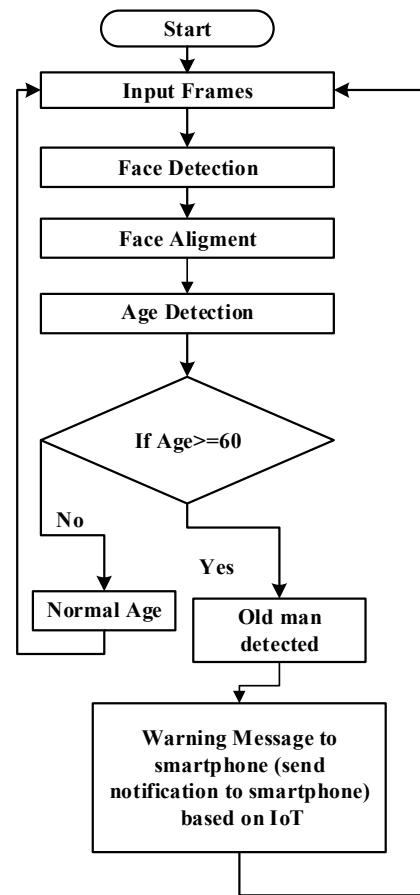 Start
Input Frames
Face Detection
Face Aligment
Age Detection
If Age>=60
No
Yes
Normal Age
Old man
detected
Warning Message to
smartphone (send
notification to smartphone)
based on IoT